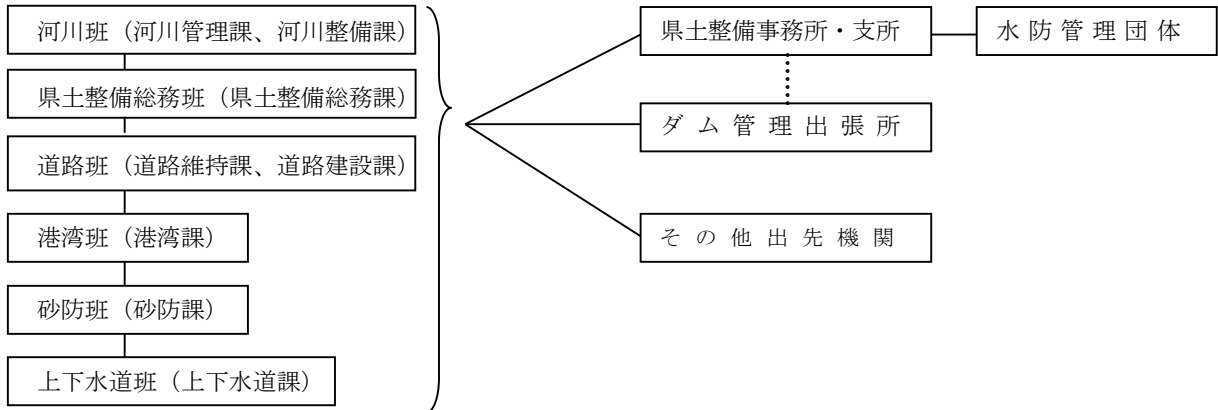 河川班（河川管理課、河川整備課）
県土整備総務班（県土整備総務課）
道路班（道路維持課、道路建設課）
港湾班（港湾課）
砂防班（砂防課）
上下水道班（上下水道課）
県土整備事務所・支所
水防管理団体
ダム管理出張所
その他出先機関